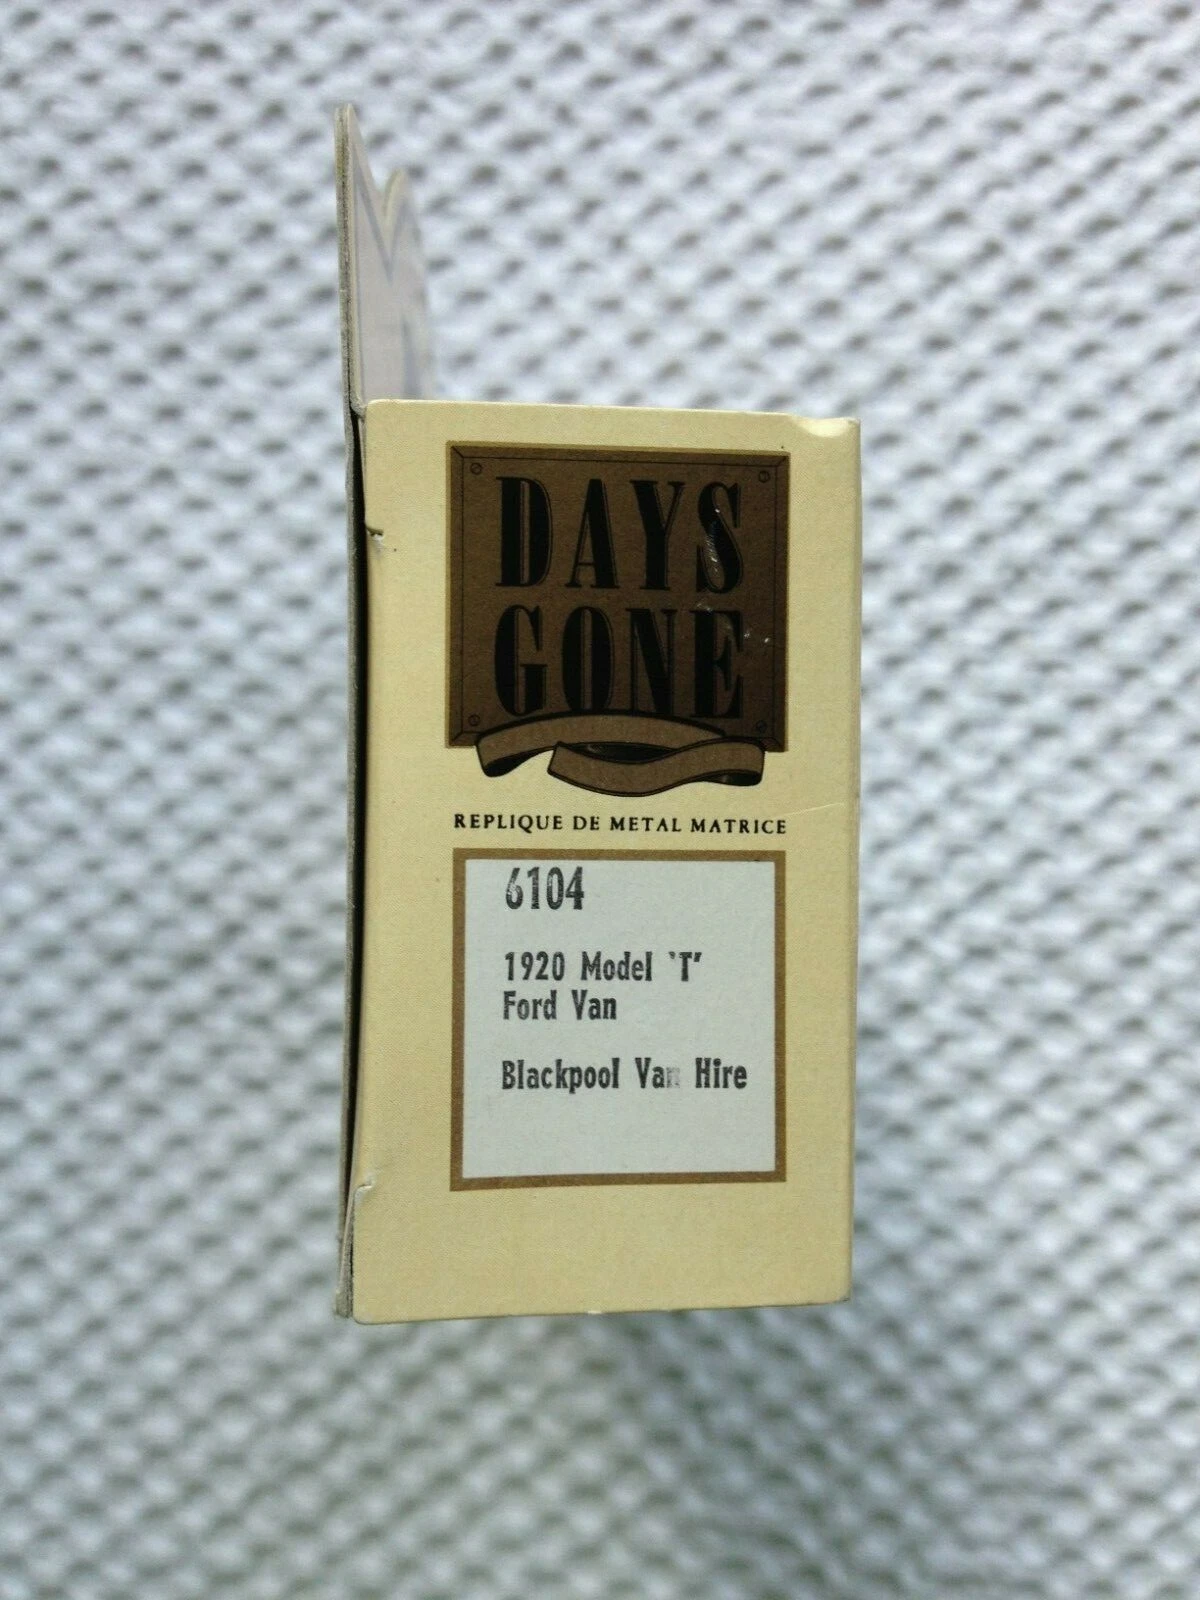 DAYS
GONE
REPLIQUE DE METAL MATRICE
6104
1920 Model 'T'
Ford Van
Blackpool Van Hire